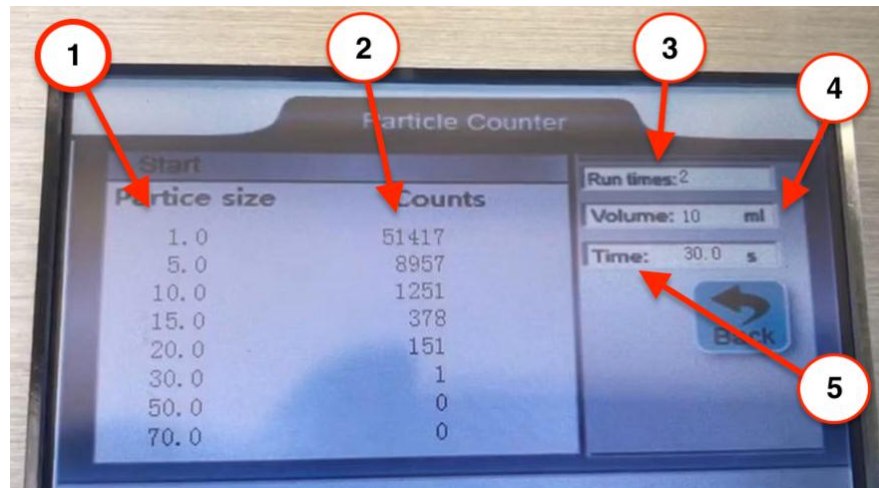 1
2
3
4
Particle Counter
Start
Partice size Counts
1.0 51417
5.0 8957
10.0 1251
15.0 378
20.0 151
30.0 1
50.0 0
70.0 0
Run times: 2
Volume: 10 ml
Time: 30.0 s
Back
5